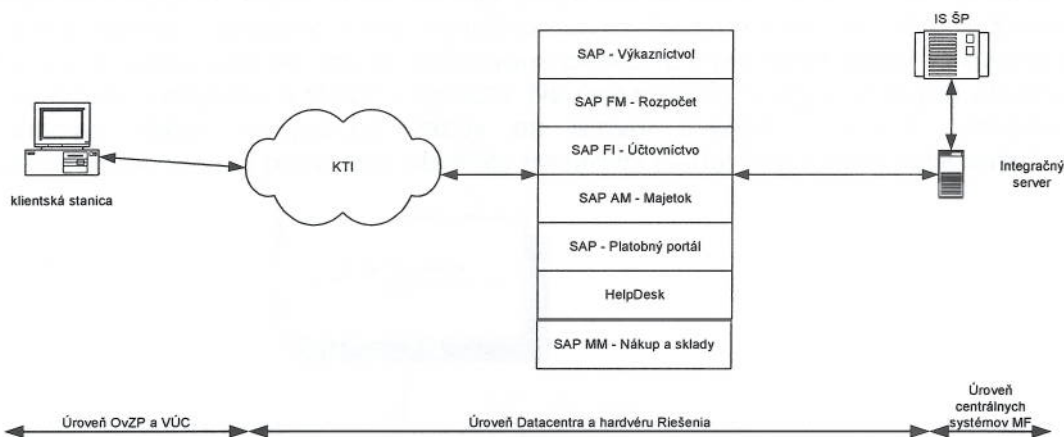 IS ŠP
SAP - Výkazníctvol
SAP FM - Rozpočet
SAP FI - Účtovníctvo
SAP AM - Majetok
SAP - Platobný portál
HelpDesk
SAP MM - Nákup a sklady
KTI
klientská stanica
Integračný
server
Úroveň OvZP a VÚC
Úroveň Datacentra a hardvéru Riešenia
Úroveň
centrálnych
systémov MF